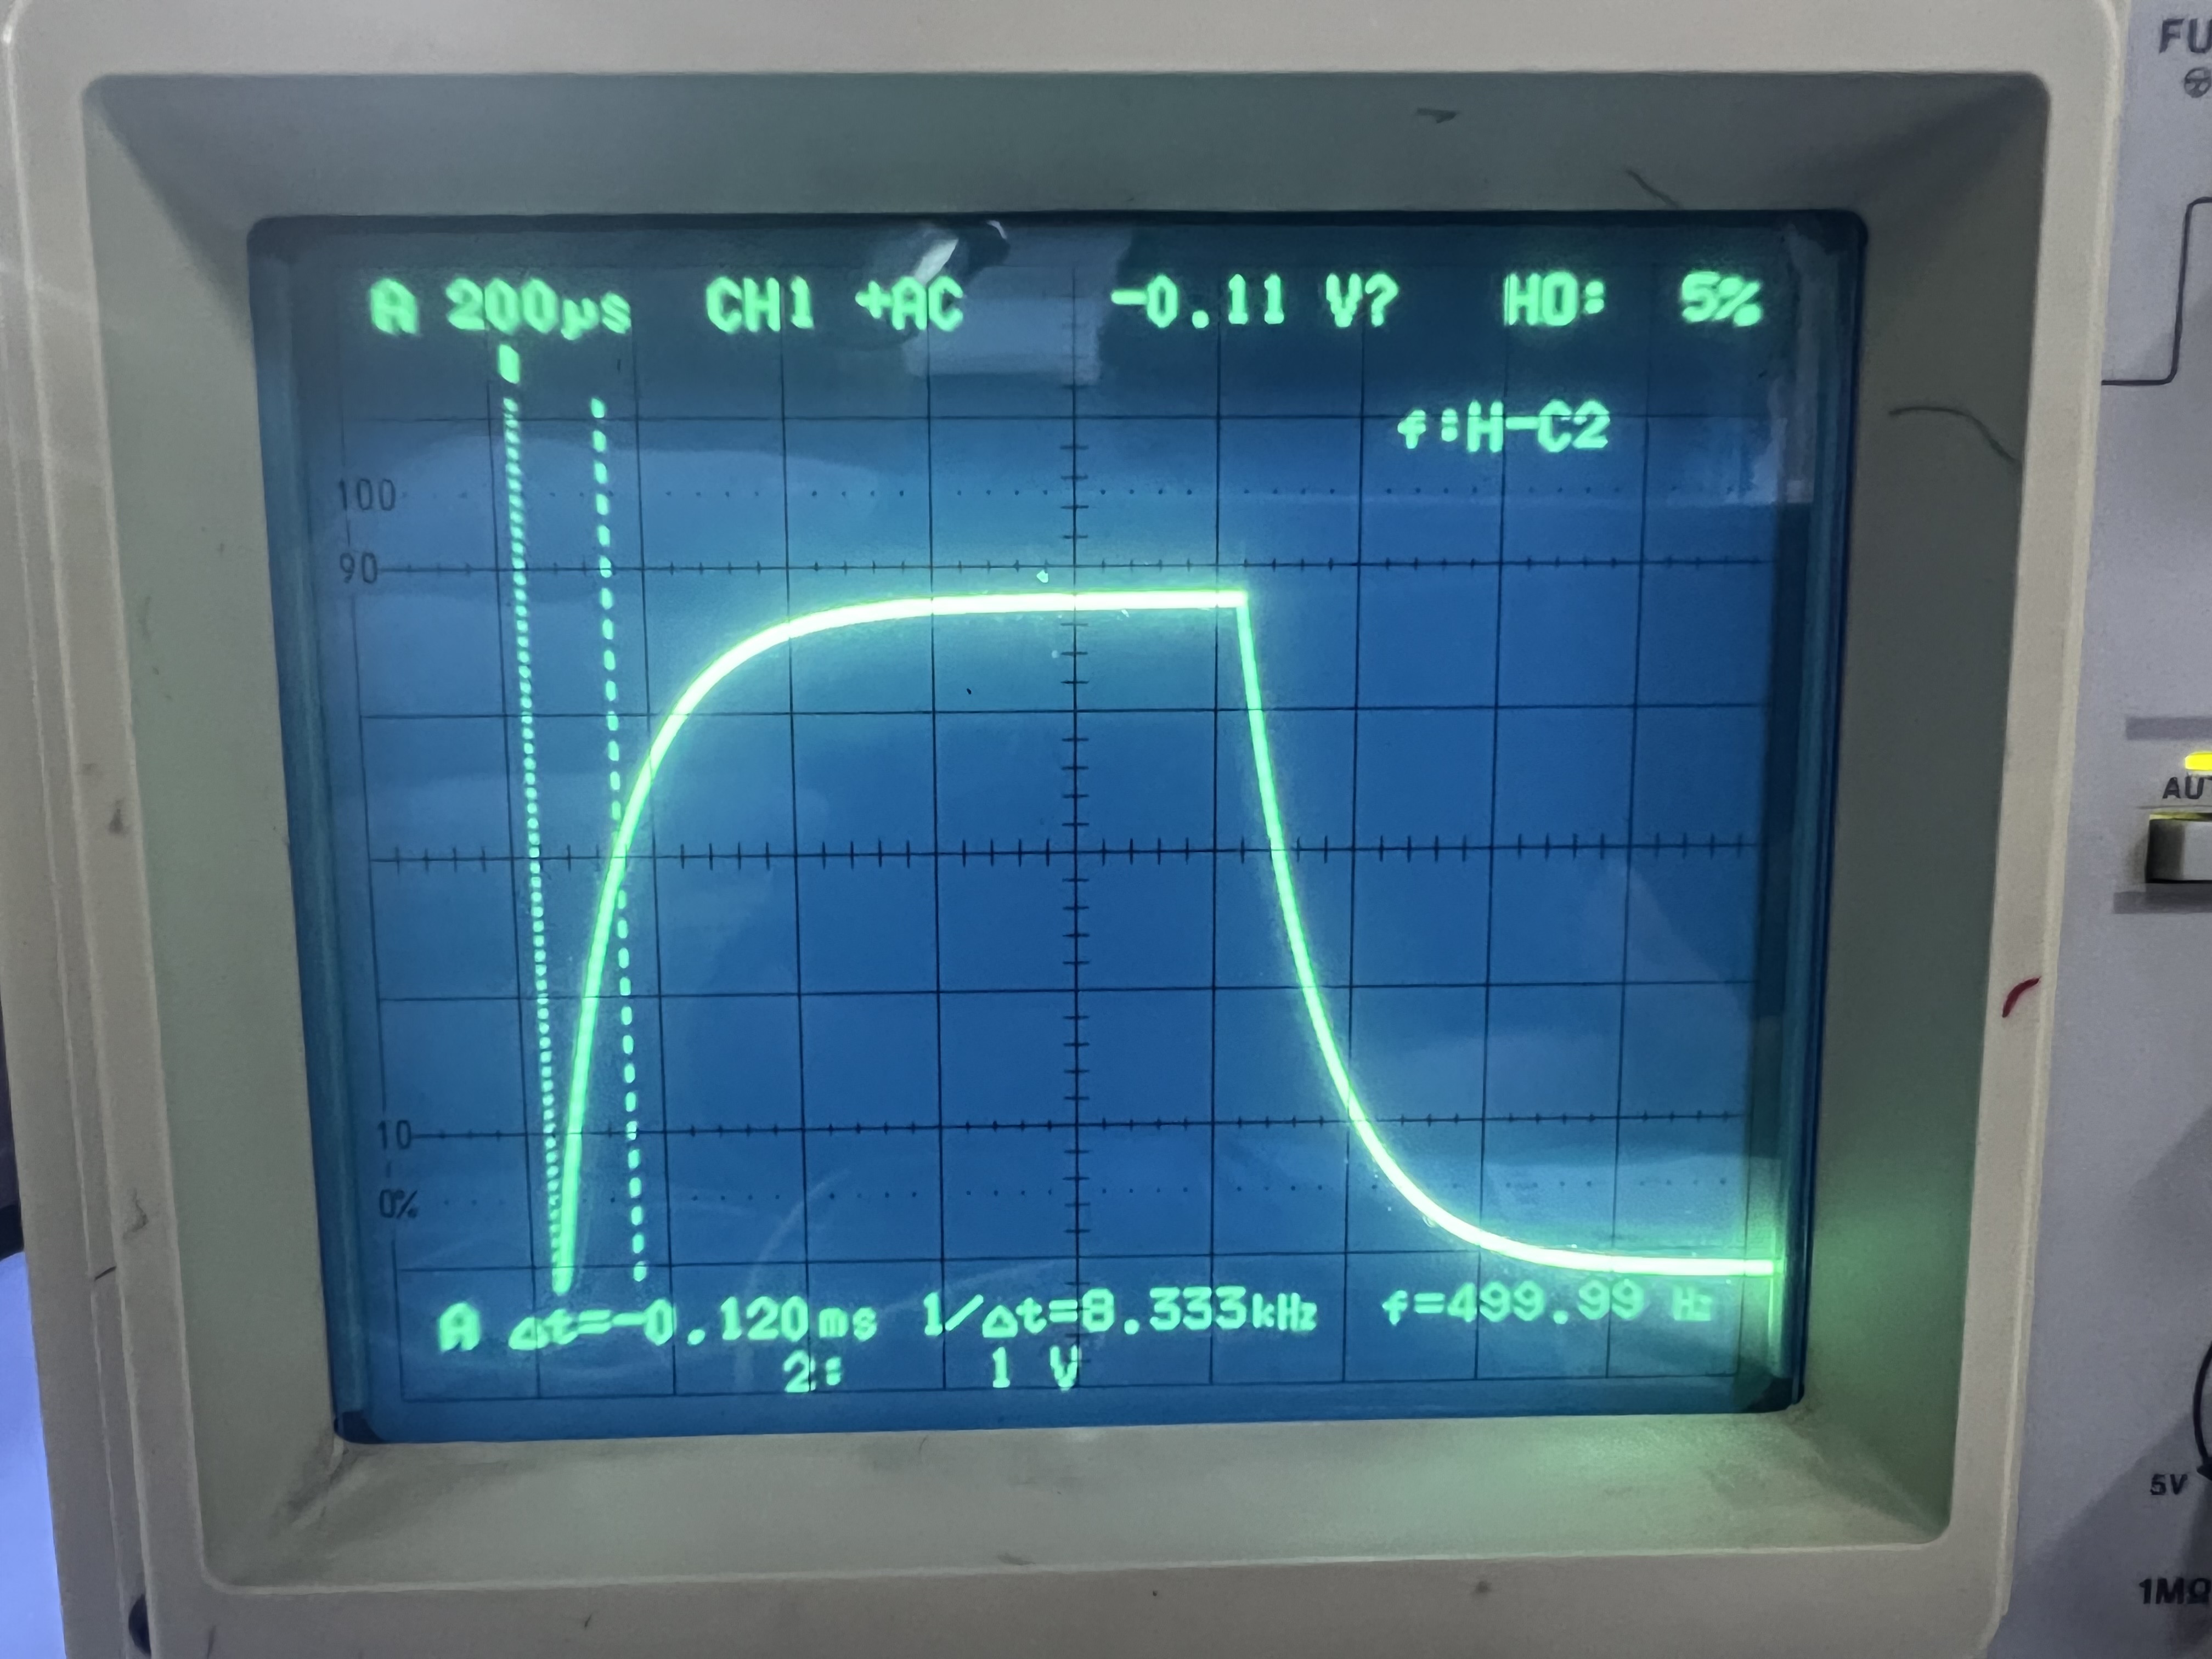 FU
A 200µs CH1 +AC -0.11 V? HO: 5%
f:H-C2
100
90
AUT
10
0%
A Δt=-0.120ms 1/Δt=8.333kHz f=499.99 Hz
2: 1 V
5V
1MΩ